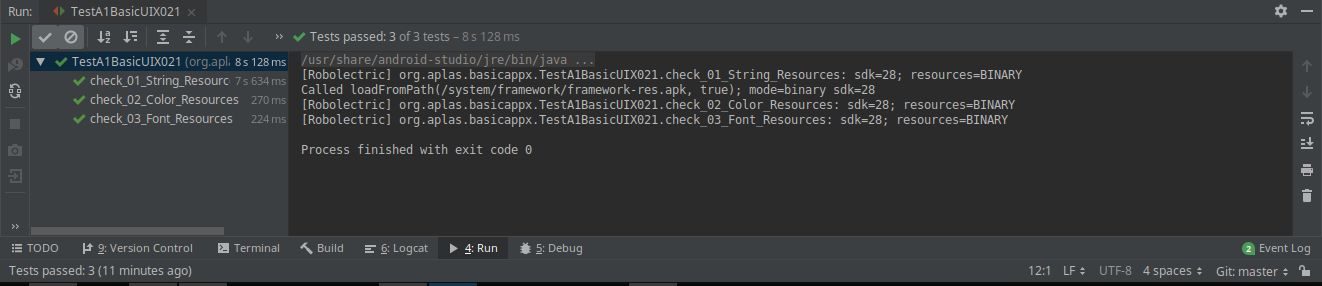 Run: TestA1BasicUIX021
Tests passed: 3 of 3 tests – 8 s 128 ms
TestA1BasicUIX021 (org.apl 8 s 128 ms
check_01_String_Resourc 7 s 634 ms
check_02_Color_Resources 270 ms
check_03_Font_Resources 224 ms
/usr/share/android-studio/jre/bin/java ...
[Robolectric] org.aplas.basicappx.TestA1BasicUIX021.check_01_String_Resources: sdk=28; resources=BINARY
Called loadFromPath(/system/framework/framework-res.apk, true); mode=binary sdk=28
[Robolectric] org.aplas.basicappx.TestA1BasicUIX021.check_02_Color_Resources: sdk=28; resources=BINARY
[Robolectric] org.aplas.basicappx.TestA1BasicUIX021.check_03_Font_Resources: sdk=28; resources=BINARY
Process finished with exit code 0
TODO 9: Version Control Terminal Build 6: Logcat 4: Run 5: Debug 2 Event Log
Tests passed: 3 (11 minutes ago) 12:1 LF UTF-8 4 spaces Git: master